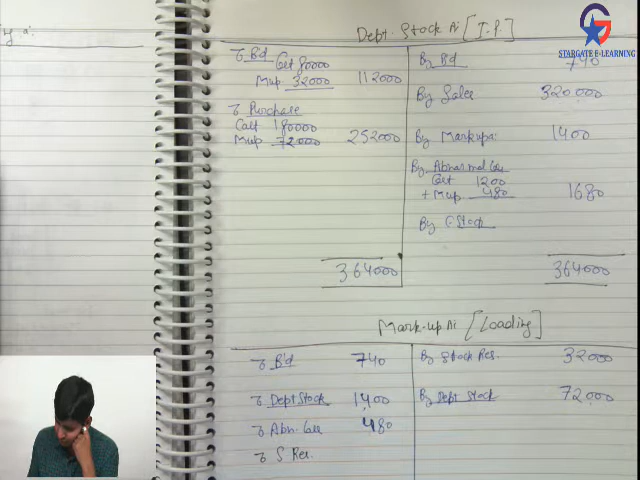 Dept. Stock A/c [I.P.]
STARGATE E-LEARNING
To Bd
Cost 80000
Mup 32000 112000
To Purchase
Cost 180000
Mup 72000 252000
364000
By Bd 740
By Sales 320000
By Markup a/c 1400
By Abnormal Loss
Cost 1200
+ Mup 480 1680
By C. Stock
364000
Mark-up A/c [Loading]
To Bd 740
To Dept Stock 1400
To Abn. Loss 480
To S Res.
By Stock Res. 32000
By Dept Stock 72000